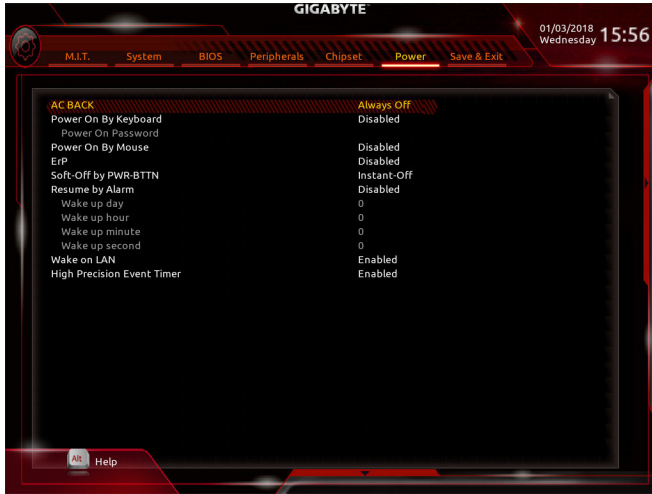 GIGABYTE™
01/03/2018
Wednesday
15:56
M.I.T. System BIOS Peripherals Chipset Power Save & Exit
AC BACK Always Off
Power On By Keyboard Disabled
Power On Password
Power On By Mouse Disabled
ErP Disabled
Soft-Off by PWR-BTTN Instant-Off
Resume by Alarm Disabled
Wake up day 0
Wake up hour 0
Wake up minute 0
Wake up second 0
Wake on LAN Enabled
High Precision Event Timer Enabled
Alt Help